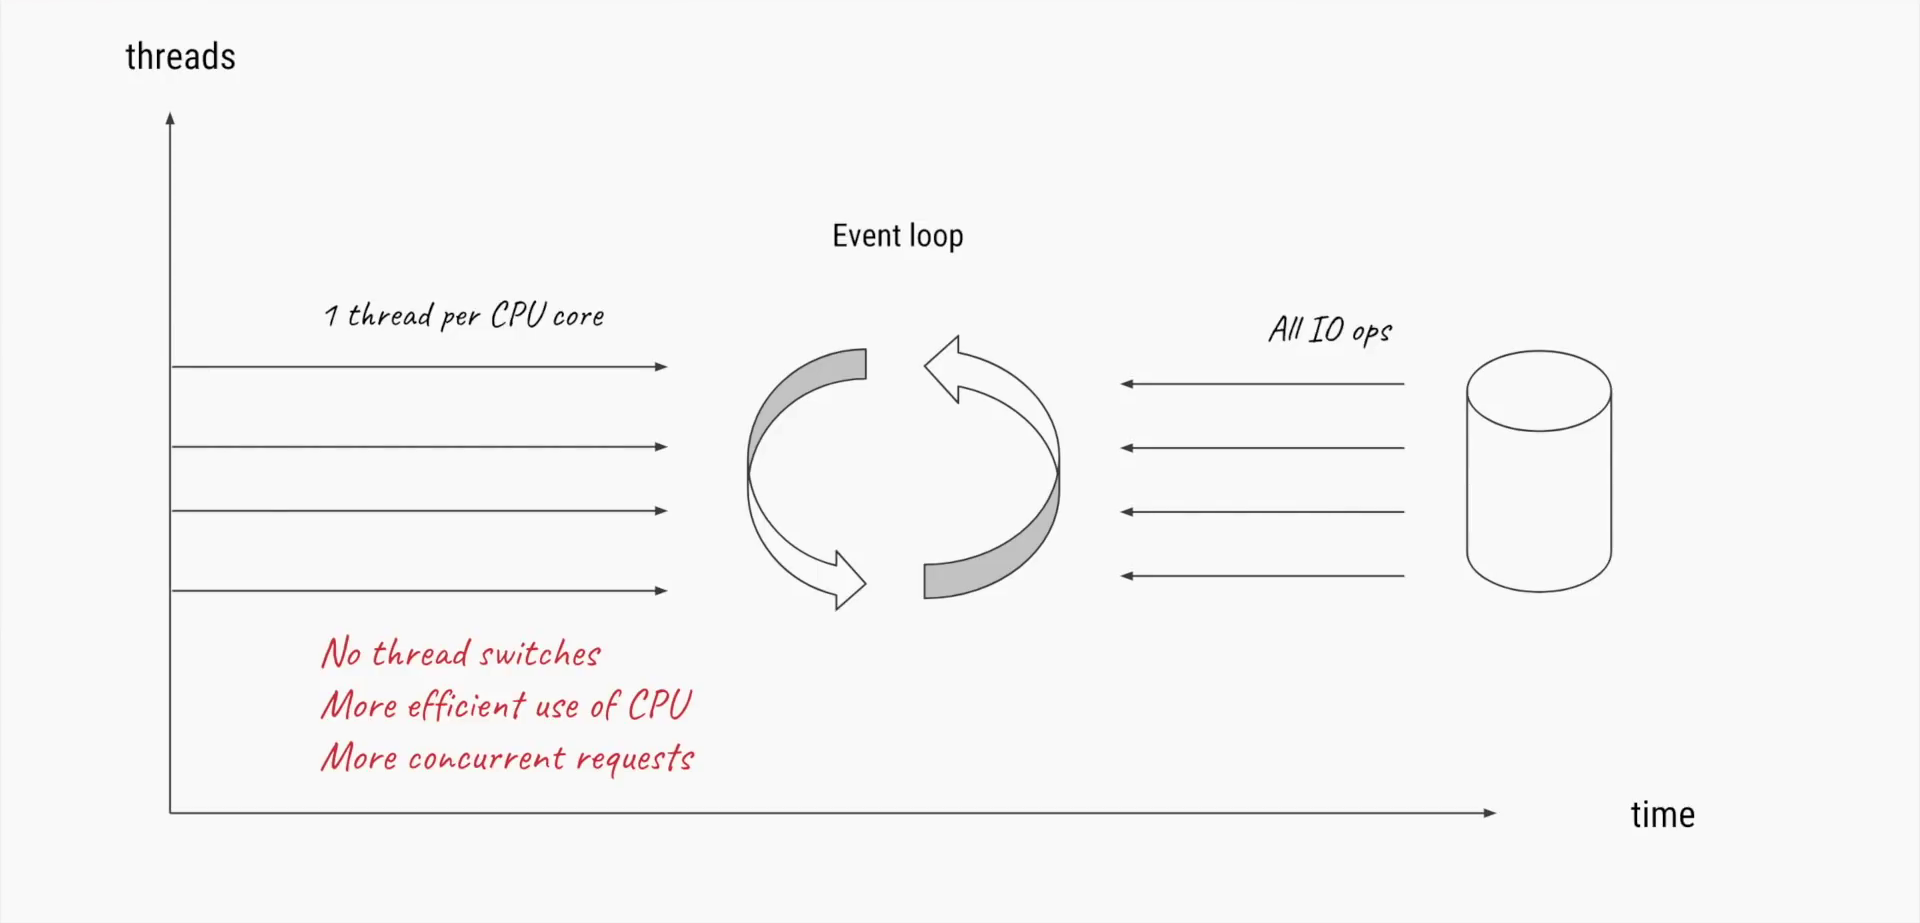 threads
Event loop
1 thread per CPU core
All IO ops
No thread switches
More efficient use of CPU
More concurrent requests
time